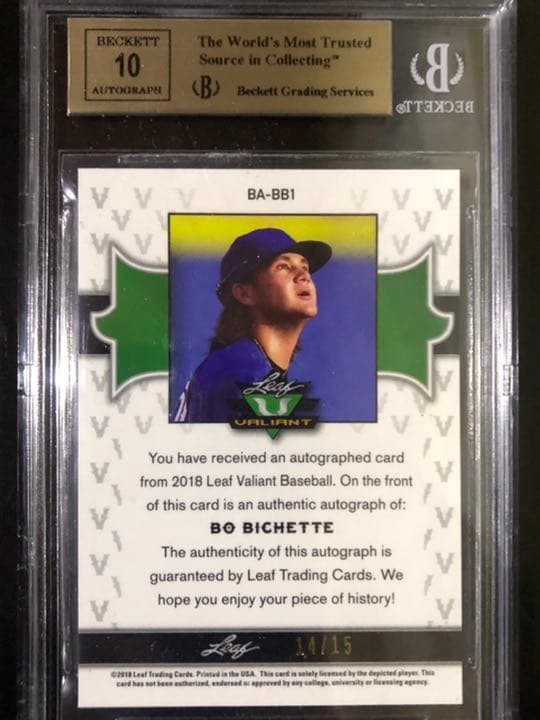 BECKETT
10
AUTOGRAPH
The World's Most Trusted
Source in Collecting™
B
Beckett Grading Services
B
BECKETT®
BA-BB1
Leaf
V
VALIANT
You have received an autographed card
from 2018 Leaf Valiant Baseball. On the front
of this card is an authentic autograph of:
BO BICHETTE
The authenticity of this autograph is
guaranteed by Leaf Trading Cards. We
hope you enjoy your piece of history!
Leaf 14/15
©2018 Leaf Trading Cards. Printed in the USA. This card is solely licensed by the depicted player. This
card has not been authorized, endorsed or approved by any college, university or licensing agency.